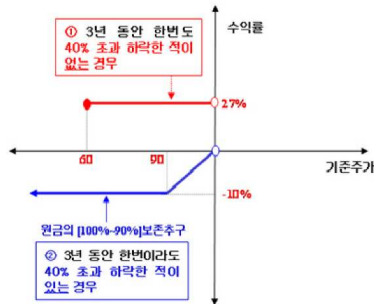 수익률
① 3년 동안 한번도
40% 초과 하락한 적이
없는 경우
27%
60
90
기준주가
-10%
원금의 [100%~90%]보존추구
② 3년 동안 한번이라도
40% 초과 하락한 적이
있는 경우